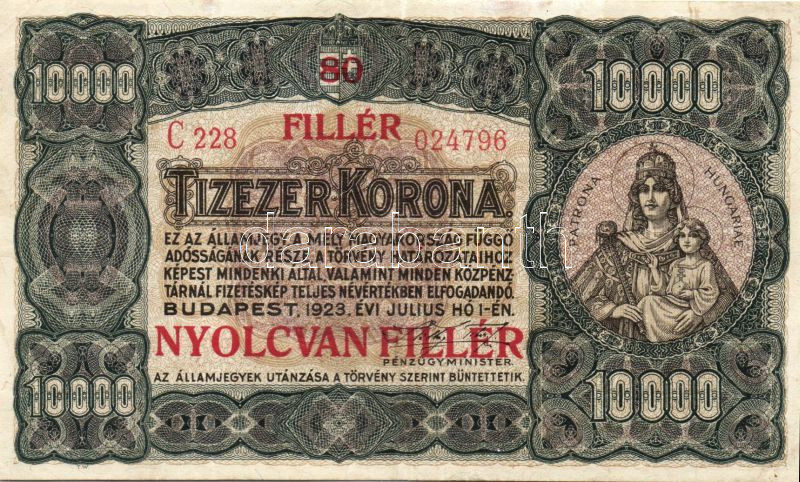 10000
80
10000
C 228
FILLÉR
024796
TIZEZER KORONA.
EZ AZ ÁLLAMJEGY A MELY MAGYARORSZÁG FÜGGŐ
ADÓSSÁGÁNAK RÉSZE A TÖRVÉNY HATÁROZATAIHOZ
KÉPEST MINDENKI ÁLTAL VALAMINT MINDEN KÖZPÉNZ-
TÁRNÁL FIZETÉSKÉP TELJES NÉVÉRTÉKBEN ELFOGADANDÓ.
BUDAPEST, 1923. ÉVI JULIUS HÓ 1-ÉN.
NYOLCVAN FILLÉR
PÉNZÜGYMINISTER.
AZ ÁLLAMJEGYEK UTÁNZÁSA A TÖRVÉNY SZERINT BÜNTETTETIK.
PATRONA HUNGARIAE
10000
10000
darabanth